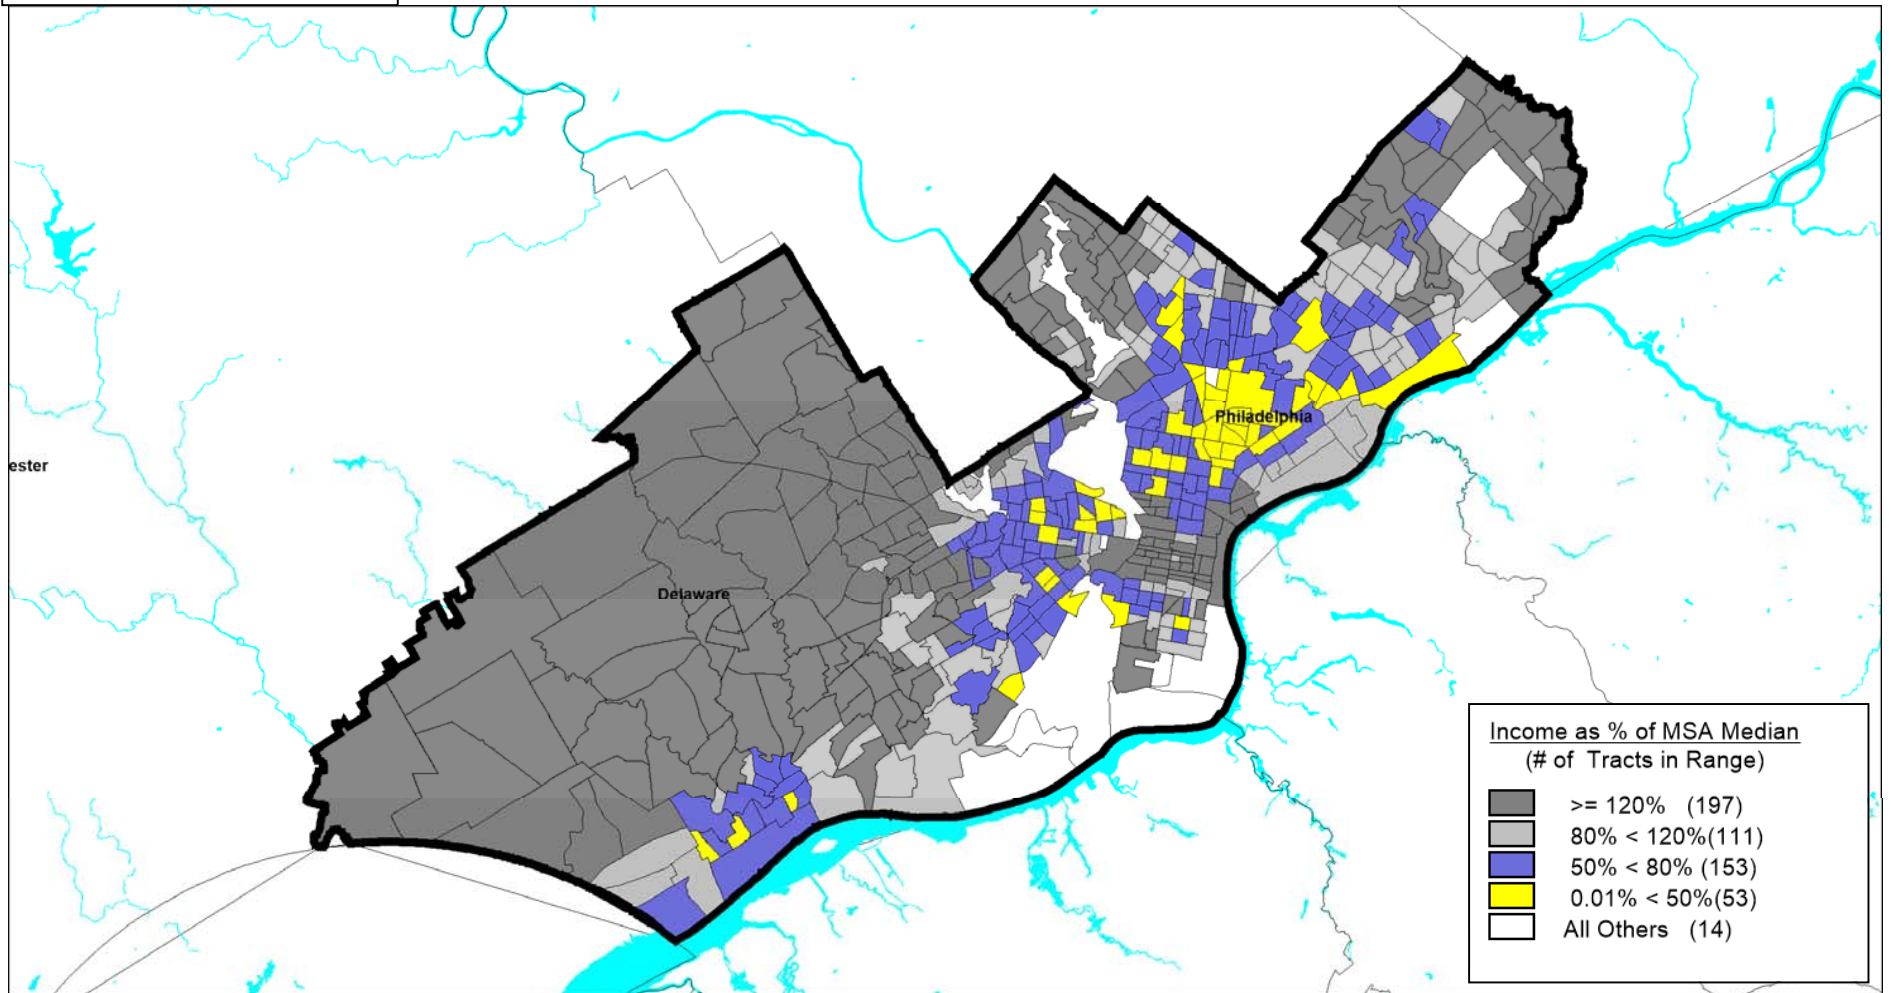 Philadelphia
ester
Delaware
Income as % of MSA Median
(# of Tracts in Range)
>= 120% (197)
80% < 120%(111)
50% < 80% (153)
0.01% < 50%(53)
All Others (14)